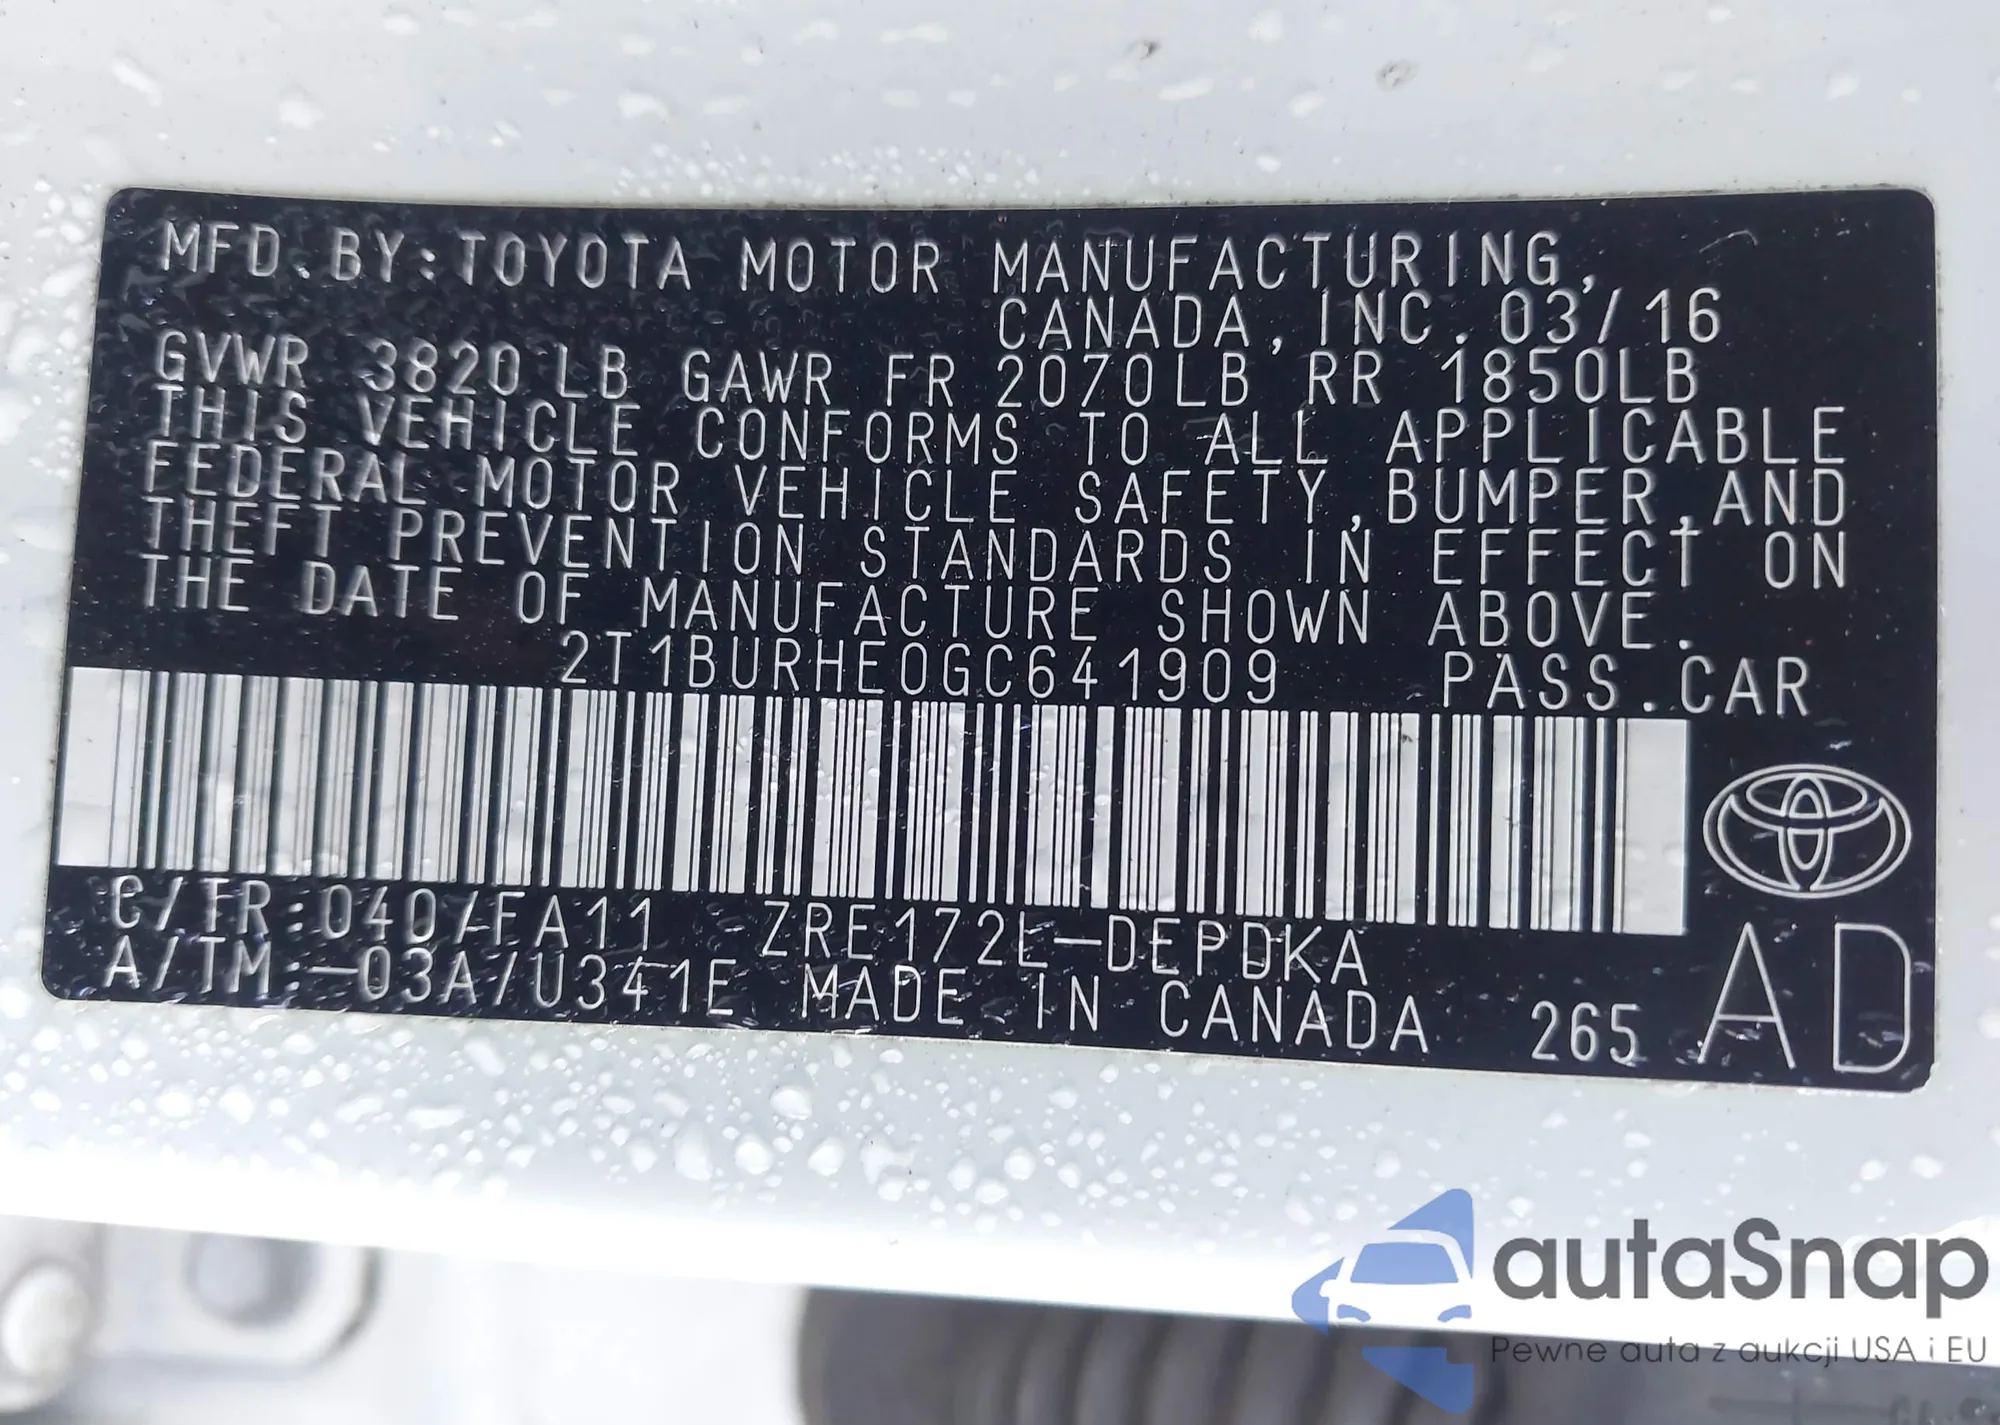 MFD.BY:TOYOTA MOTOR MANUFACTURING,
CANADA,INC. 03/16
GVWR 3820LB GAWR FR 2070LB RR 1850LB
THIS VEHICLE CONFORMS TO ALL APPLICABLE
FEDERAL MOTOR VEHICLE SAFETY,BUMPER,AND
THEFT PREVENTION STANDARDS IN EFFECT ON
THE DATE OF MANUFACTURE SHOWN ABOVE.
2T1BURHE0GC641909 PASS.CAR
C/TR:040/FA11 ZRE172L-DEPDKA
A/TM:-03A/U341E MADE IN CANADA 265 AD
autaSnap
Pewne auta z aukcji USA i EU